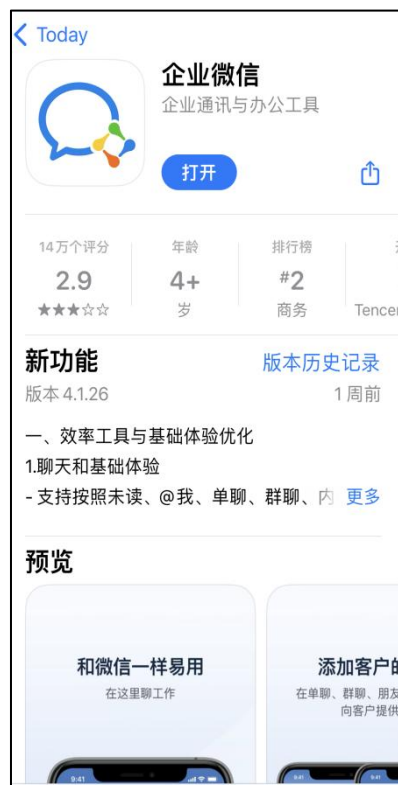 Today
企业微信
企业通讯与办公工具
打开
14万个评分
年龄
排行榜
2.9
4+
#2
岁
商务
Tencen
新功能
版本历史记录
版本 4.1.26
1 周前
一、效率工具与基础体验优化
1.聊天和基础体验
- 支持按照未读、@我、单聊、群聊、内
更多
预览
和微信一样易用
在这里聊工作
添加客户的
在单聊、群聊、朋友
向客户提供
9:41
9:41
9:41